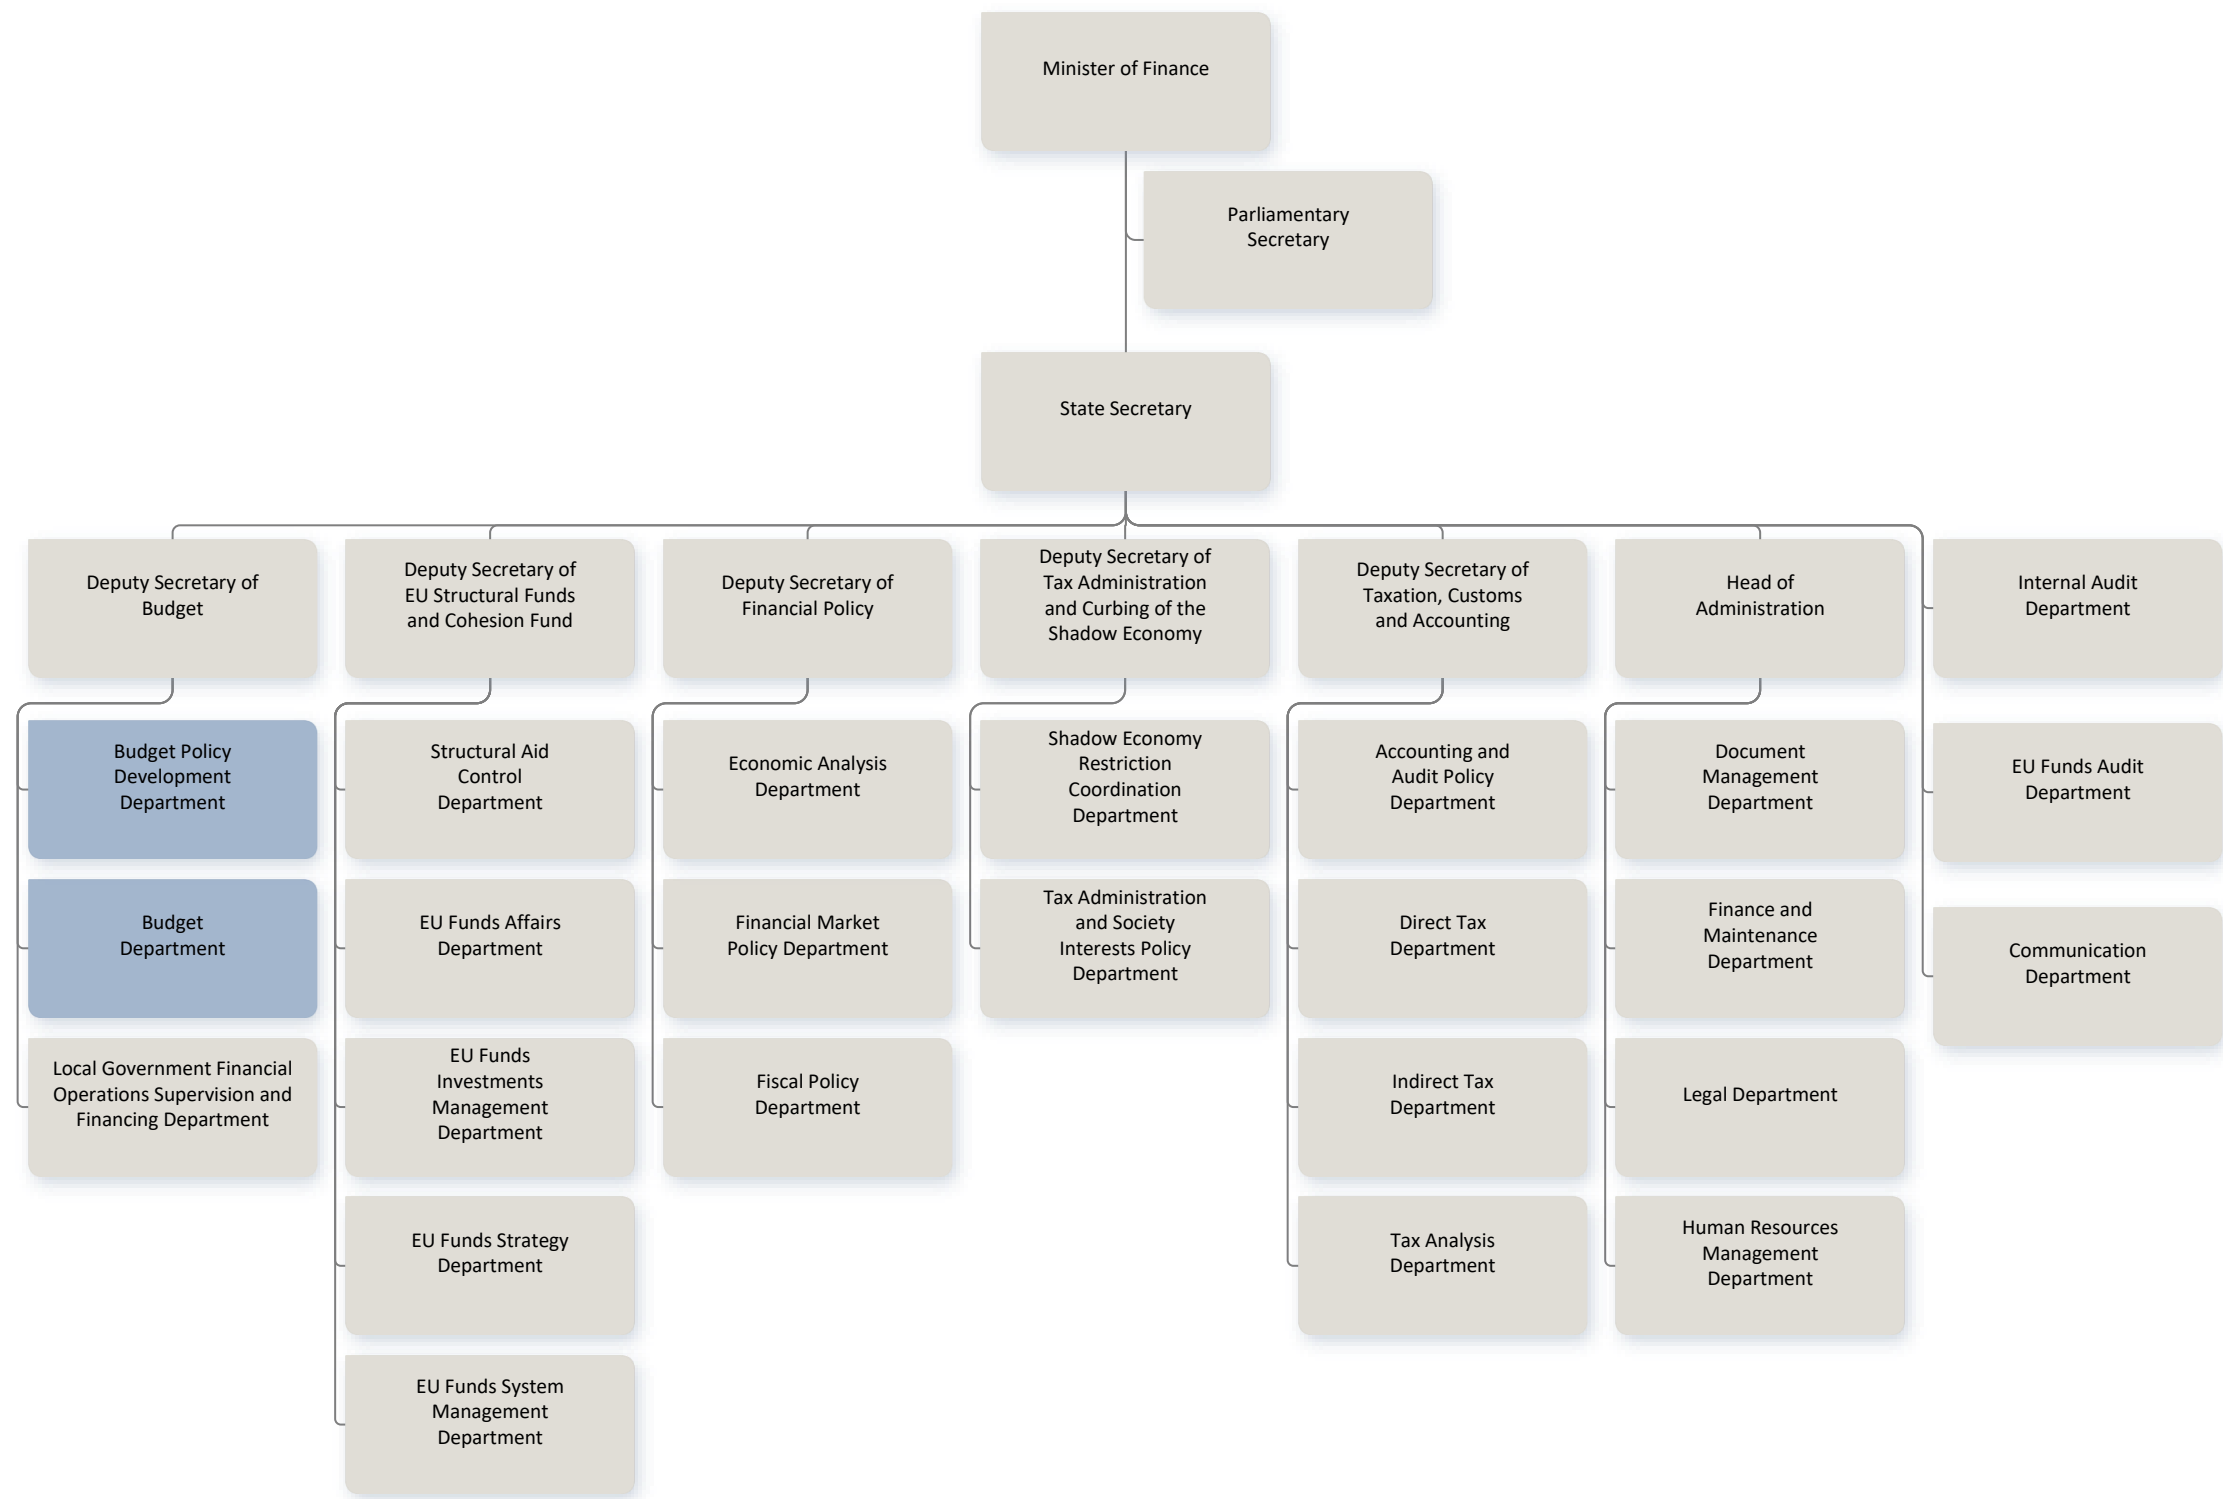 Minister of Finance
Parliamentary
Secretary
State Secretary
Deputy Secretary of
Budget
Deputy Secretary of
EU Structural Funds
and Cohesion Fund
Deputy Secretary of
Financial Policy
Deputy Secretary of
Tax Administration
and Curbing of the
Shadow Economy
Deputy Secretary of
Taxation, Customs
and Accounting
Head of
Administration
Internal Audit
Department
Budget Policy
Development
Department
Structural Aid
Control
Department
Economic Analysis
Department
Shadow Economy
Restriction
Coordination
Department
Accounting and
Audit Policy
Department
Document
Management
Department
EU Funds Audit
Department
Budget
Department
EU Funds Affairs
Department
Financial Market
Policy Department
Tax Administration
and Society
Interests Policy
Department
Direct Tax
Department
Finance and
Maintenance
Department
Communication
Department
Local Government Financial
Operations Supervision and
Financing Department
EU Funds
Investments
Management
Department
Fiscal Policy
Department
Indirect Tax
Department
Legal Department
EU Funds Strategy
Department
Tax Analysis
Department
Human Resources
Management
Department
EU Funds System
Management
Department